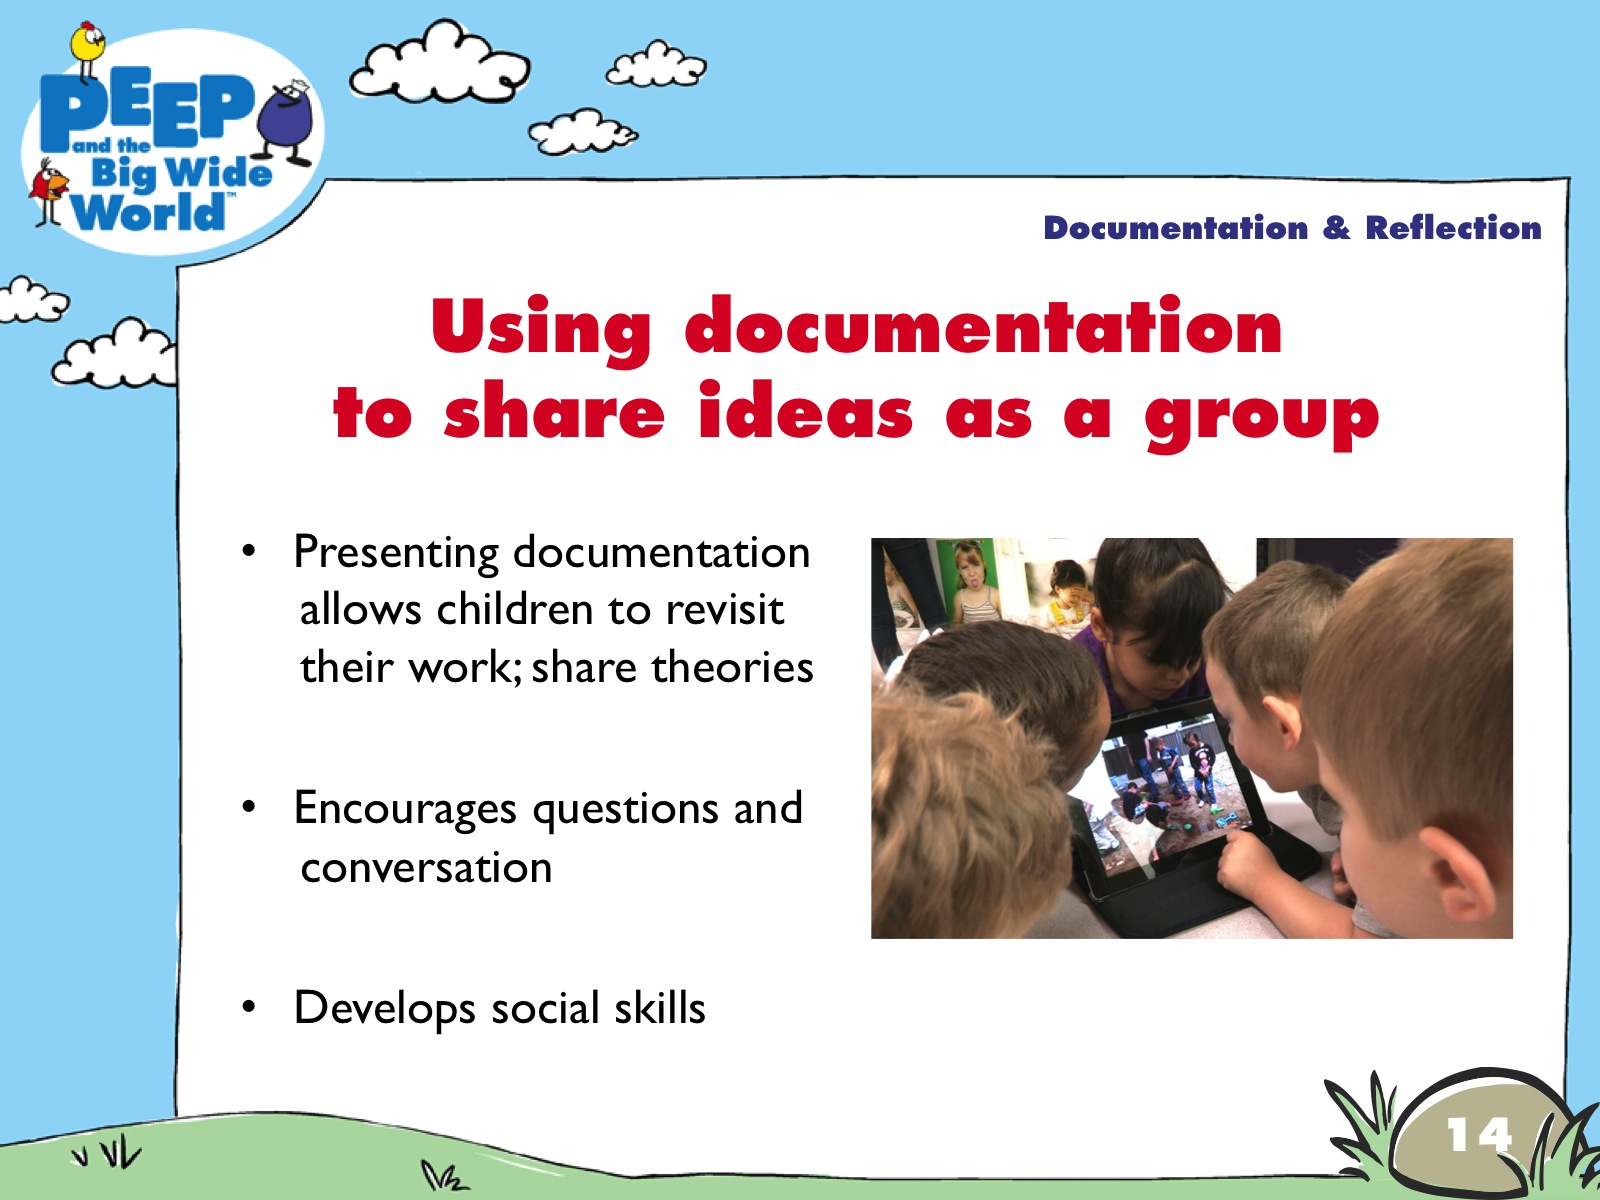 PEEP
and the
Big Wide
World™
Documentation & Reflection
Using documentation
to share ideas as a group
• Presenting documentation
allows children to revisit
their work; share theories
• Encourages questions and
conversation
• Develops social skills
14